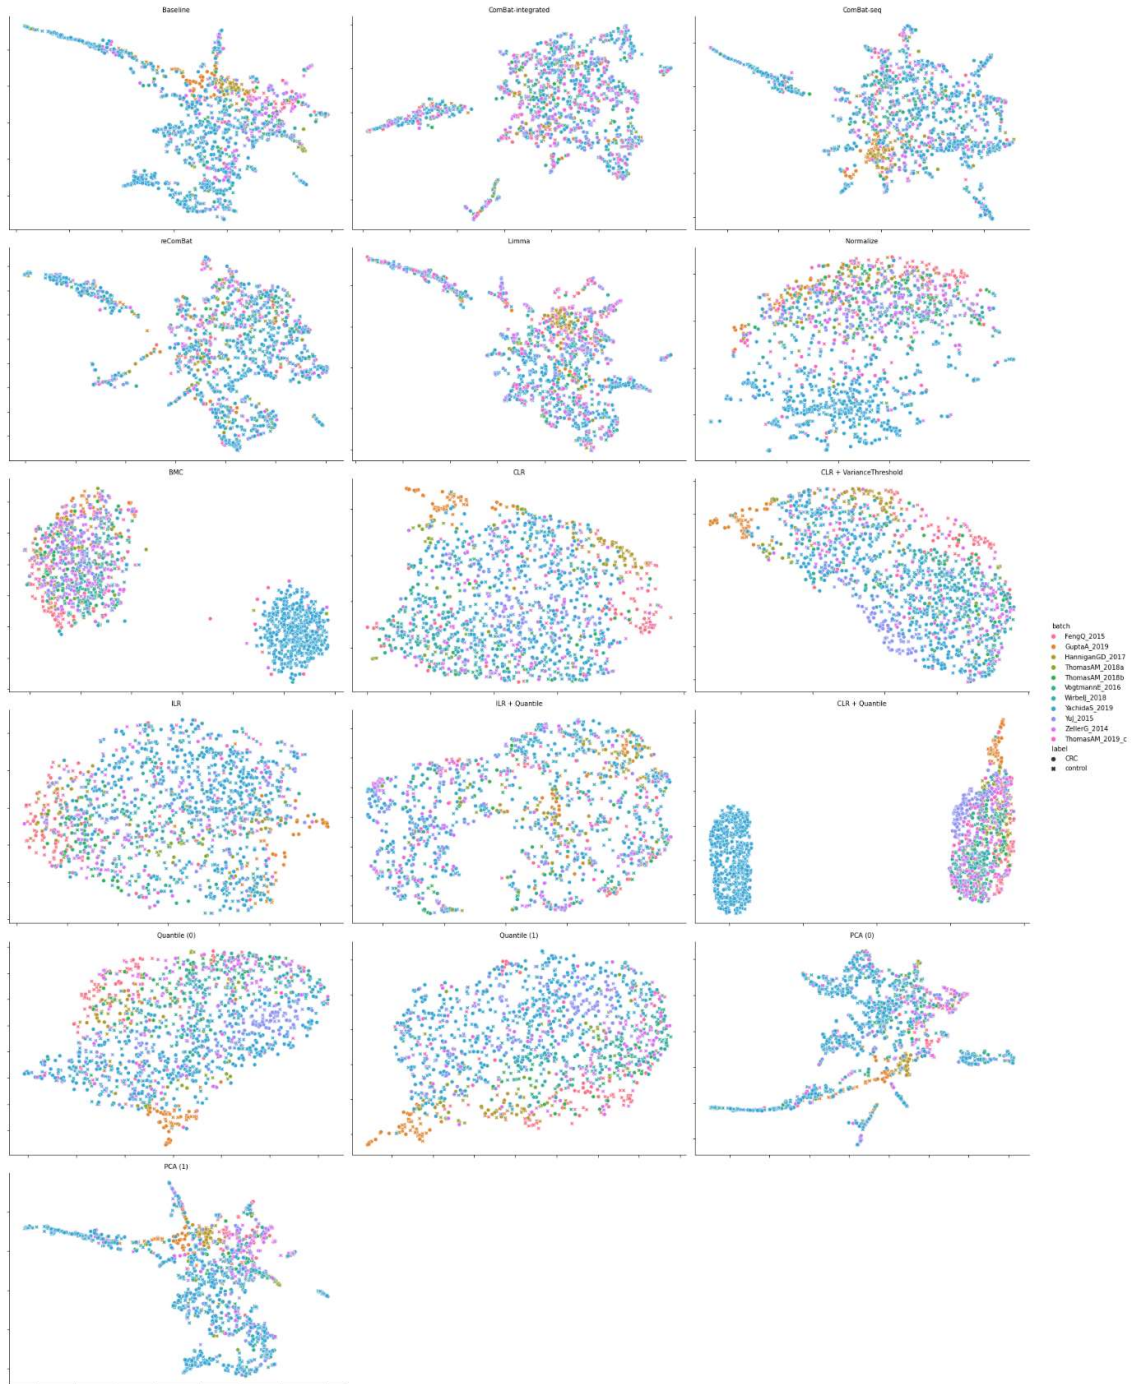 Baseline
ComBat-integrated
ComBat-seq
reComBat
Limma
Normalize
BMC
CLR
CLR + VarianceThreshold
ILR
ILR + Quantile
CLR + Quantile
Quantile (0)
Quantile (1)
PCA (0)
PCA (1)
batch
FengQ_2015
GuptaA_2019
HanniganGD_2017
ThomasAM_2018a
ThomasAM_2018b
VogtmannE_2016
WirbelJ_2018
YachidaS_2019
YuJ_2015
ZellerG_2014
ThomasAM_2019_c
label
CRC
control